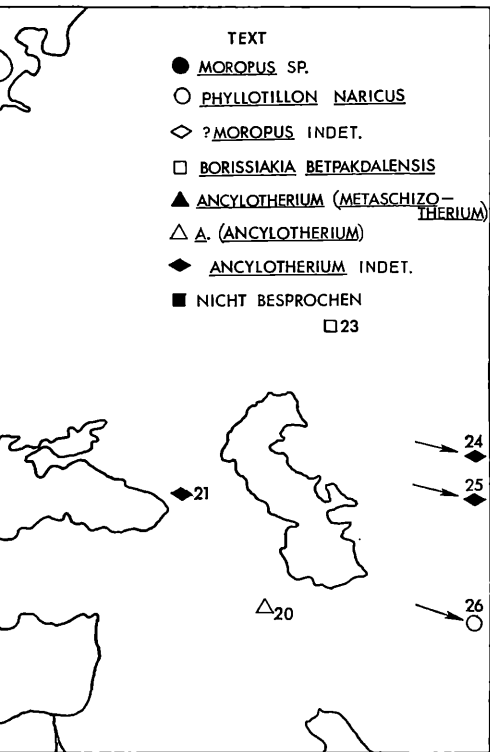 TEXT
MOROPUS SP.
PHYLLOTILLON NARICUS
?MOROPUS INDET.
BORISSIAKIA BETPAKDALENSIS
ANCYLOTHERIUM (METASCHIZO-
THERIUM)
A. (ANCYLOTHERIUM)
ANCYLOTHERIUM INDET.
NICHT BESPROCHEN
23
24
25
21
26
20